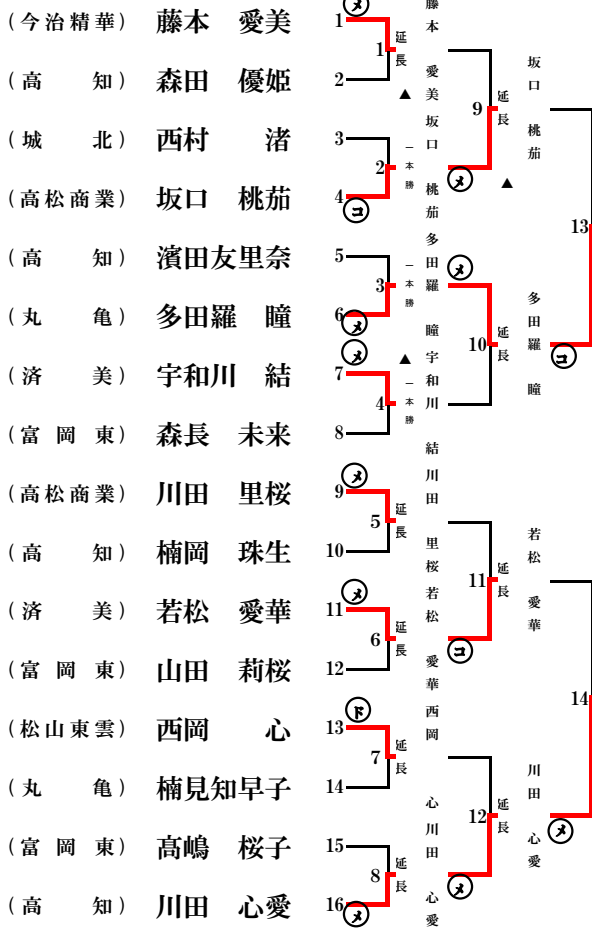 (今治精華) 藤本 愛美 1
(高 知) 森田 優姫 2
(城 北) 西村 渚 3
(高松商業) 坂口 桃茄 4
(高 知) 濱田友里奈 5
(丸 亀) 多田羅 瞳 6
(済 美) 宇和川 結 7
(富岡東) 森長 未来 8
(高松商業) 川田 里桜 9
(高 知) 楠岡 珠生 10
(済 美) 若松 愛華 11
(富岡東) 山田 莉桜 12
(松山東雲) 西岡 心 13
(丸 亀) 楠見知早子 14
(富岡東) 髙嶋 桜子 15
(高 知) 川田 心愛 16
メ
1 延長
▲
2 一本勝
コ
3 一本勝
メ
メ
▲
4 一本勝
メ
5 延長
メ
6 延長
ド
7 延長
8 延長
メ
藤本 愛美
坂口 桃茄
多田羅 瞳
宇和川 結
川田 里桜
若松 愛華
西岡 心
川田 心愛
9 延長
メ
▲
メ
10 延長
11 延長
コ
12 延長
メ
坂口 桃茄
多田羅 瞳
若松 愛華
川田 心愛
13
コ
14
メ